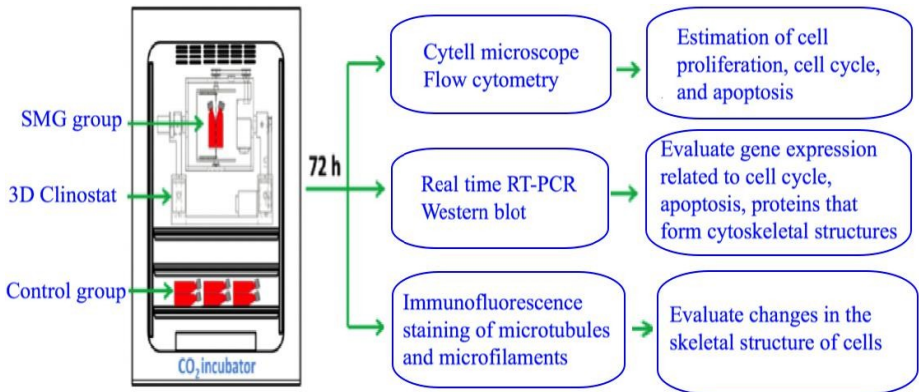 SMG group
3D Clinostat
Control group
CO2 incubator
72 h
Cytell microscope
Flow cytometry
Estimation of cell
proliferation, cell cycle,
and apoptosis
Real time RT-PCR
Western blot
Evaluate gene expression
related to cell cycle,
apoptosis, proteins that
form cytoskeletal structures
Immunofluorescence
staining of microtubules
and microfilaments
Evaluate changes in the
skeletal structure of cells